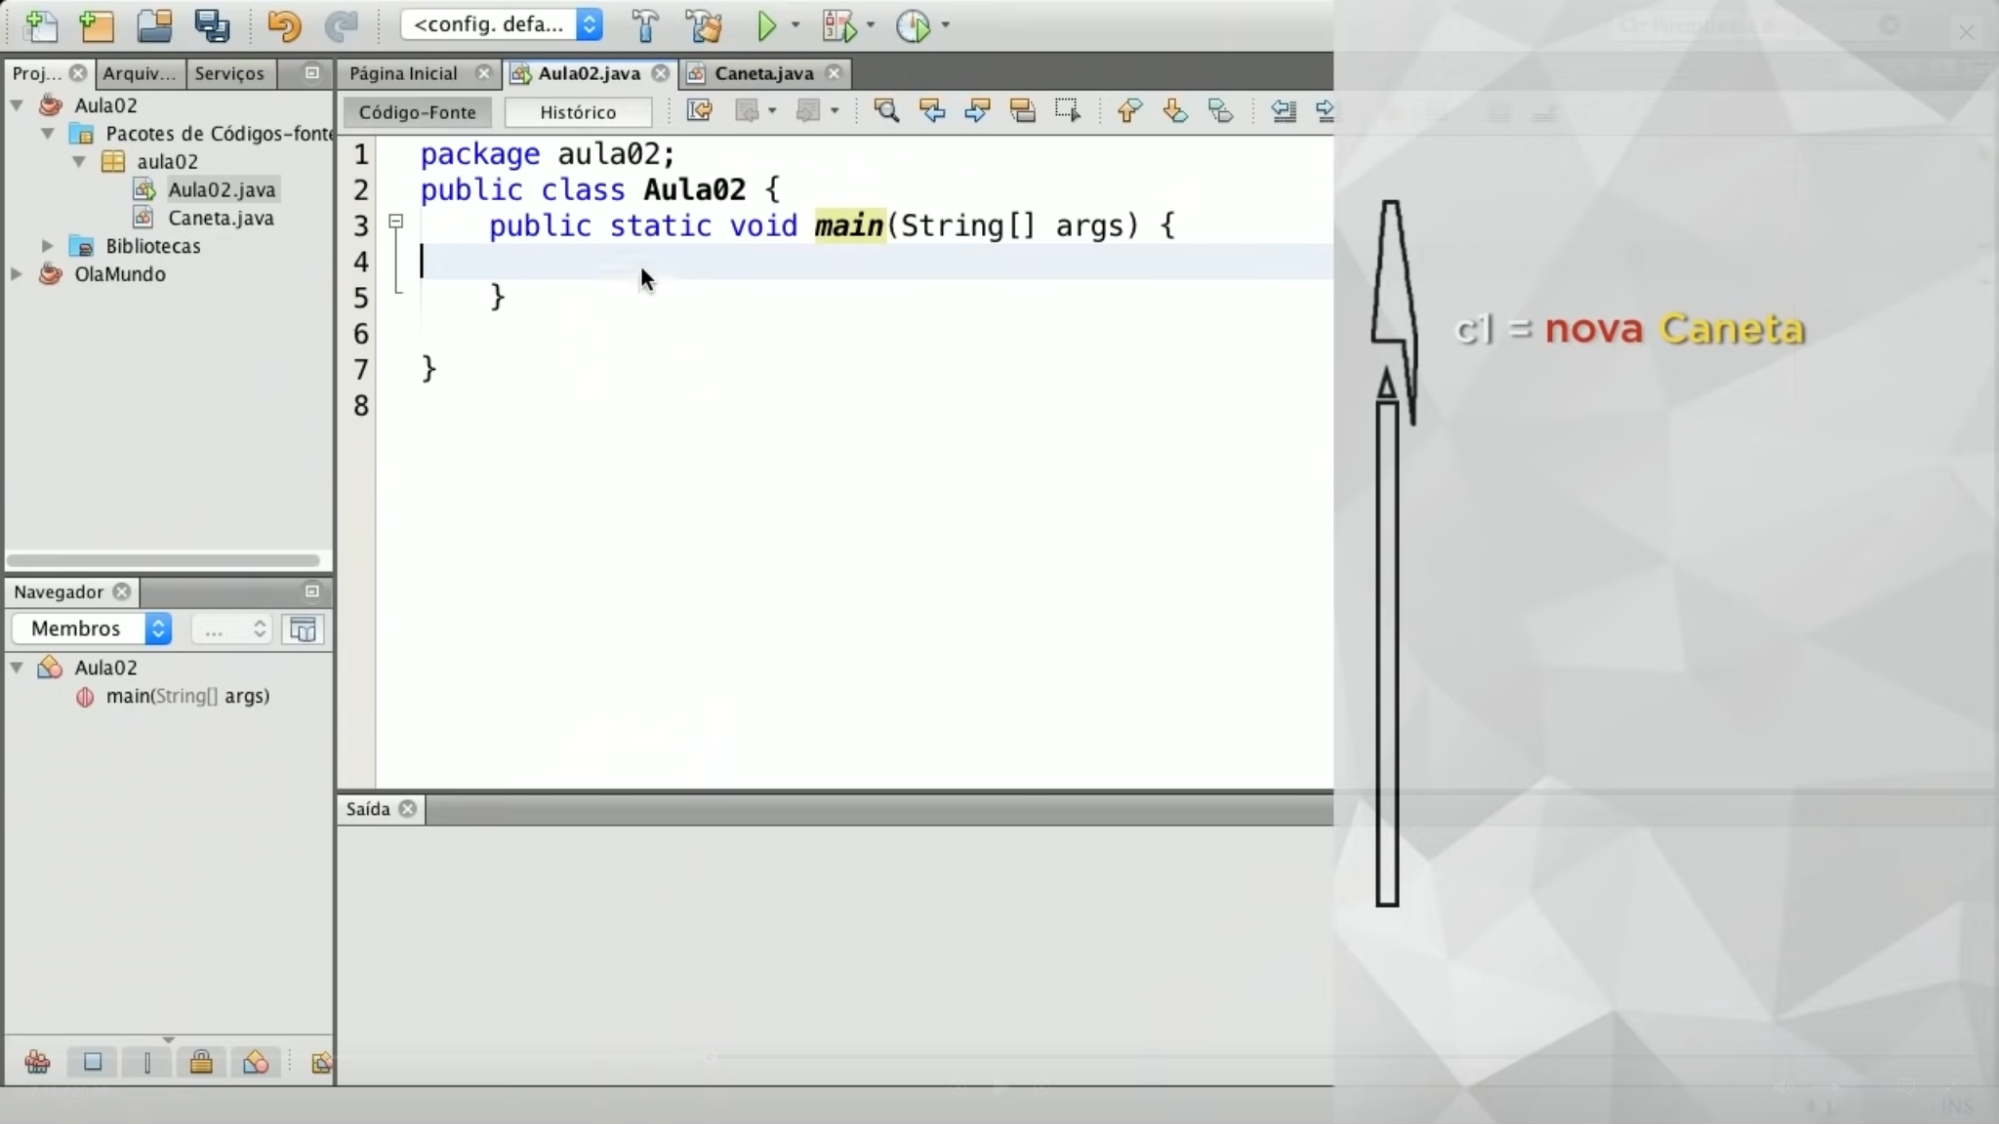 <config. defa...
Proj...
Arquiv...
Serviços
Página Inicial
Aula02.java
Caneta.java
Código-Fonte
Histórico
Aula02
Pacotes de Códigos-fonte
aula02
Aula02.java
Caneta.java
Bibliotecas
OlaMundo
1 package aula02;
2 public class Aula02 {
3 public static void main(String[] args) {
4
5 }
6
7 }
8
c1 = nova Caneta
Navegador
Membros
...
Aula02
main(String[] args)
Saída
INS